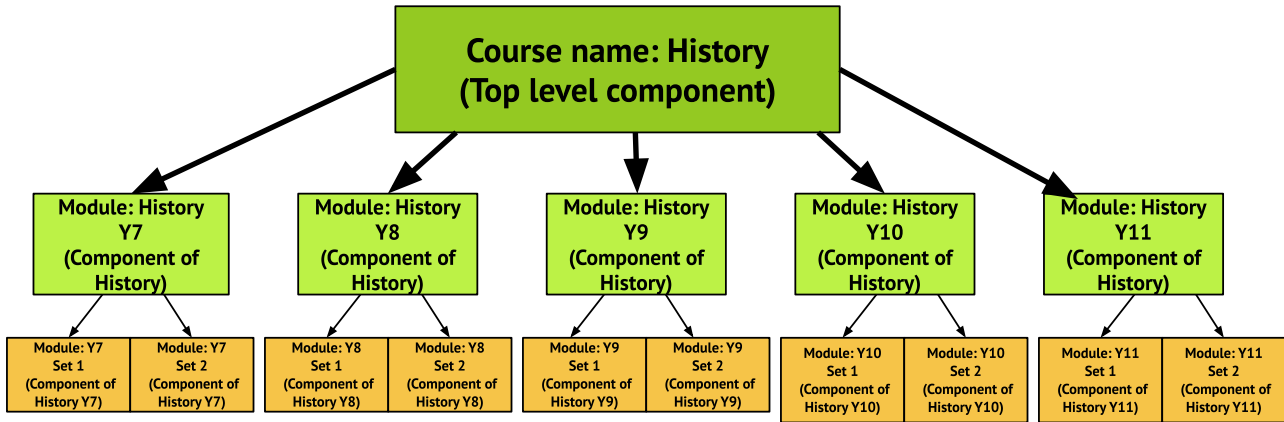 Course name: History
(Top level component)
Module: History
Y7
(Component of
History)
Module: History
Y8
(Component of
History)
Module: History
Y9
(Component of
History)
Module: History
Y10
(Component of
History)
Module: History
Y11
(Component of
History)
Module: Y7
Set 1
(Component of
History Y7)
Module: Y7
Set 2
(Component of
History Y7)
Module: Y8
Set 1
(Component of
History Y8)
Module: Y8
Set 2
(Component of
History Y8)
Module: Y9
Set 1
(Component of
History Y9)
Module: Y9
Set 2
(Component of
History Y9)
Module: Y10
Set 1
(Component of
History Y10)
Module: Y10
Set 2
(Component of
History Y10)
Module: Y11
Set 1
(Component of
History Y11)
Module: Y11
Set 2
(Component of
History Y11)